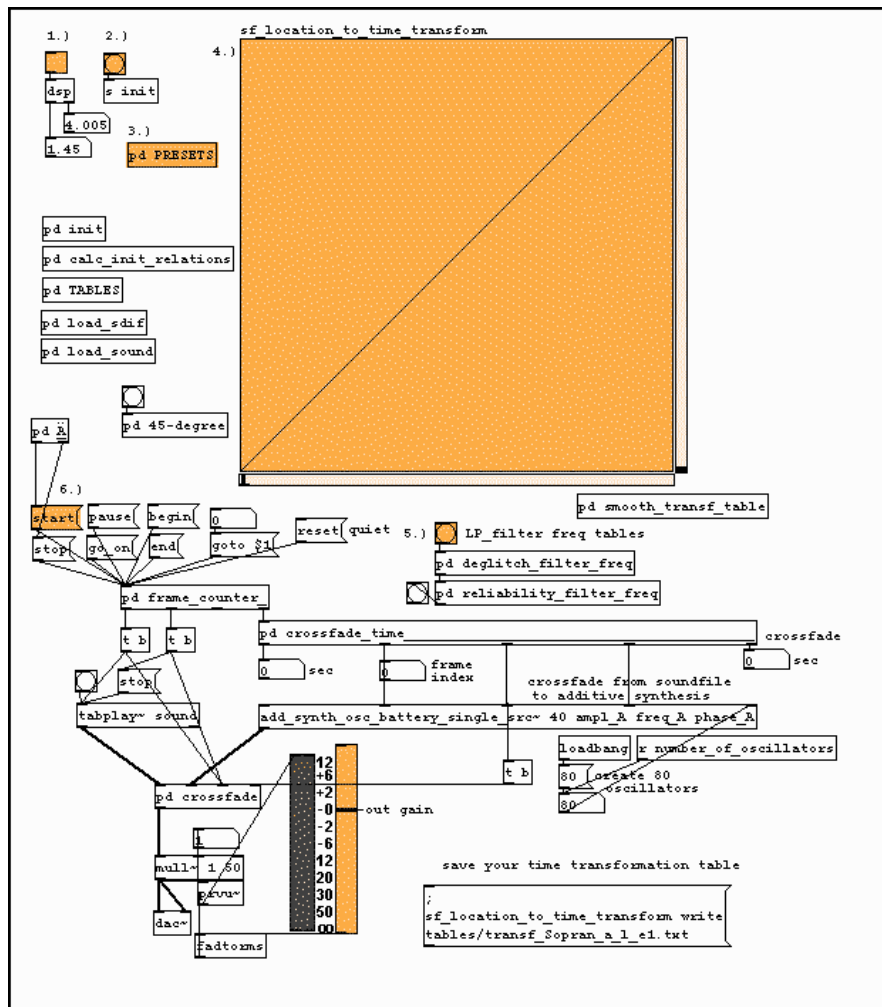 sf_location_to_time_transform
1.)
2.)
4.)
dsp
s init
4.005
1.45
3.)
pd PRESETS
pd init
pd calc_init_relations
pd TABLES
pd load_sdif
pd load_sound
pd 45-degree
pd Ä
6.)
pd smooth_transf_table
start
pause
begin
0
reset
quiet
5.)
LP_filter freq tables
stop
go_on
end
goto $1
pd deglitch_filter_freq
pd frame_counter_
pd reliability_filter_freq
t b
t b
pd crossfade_time
crossfade
0
sec
0
frame
index
0
sec
stop
crossfade from soundfile
to additive synthesis
tabplay~ sound
add_synth_osc_battery_single_src~ 40 ampl_A freq_A phase_A
loadbang
r number_of_oscillators
t b
80
create 80
oscillators
80
pd crossfade
12
+6
+2
-0
-2
-6
12
20
30
50
oo
out gain
1
mull~ 1 50
prvu~
dac~
fadtorms
save your time transformation table
;
sf_location_to_time_transform write
tables/transf_Sopran_a_l_e1.txt